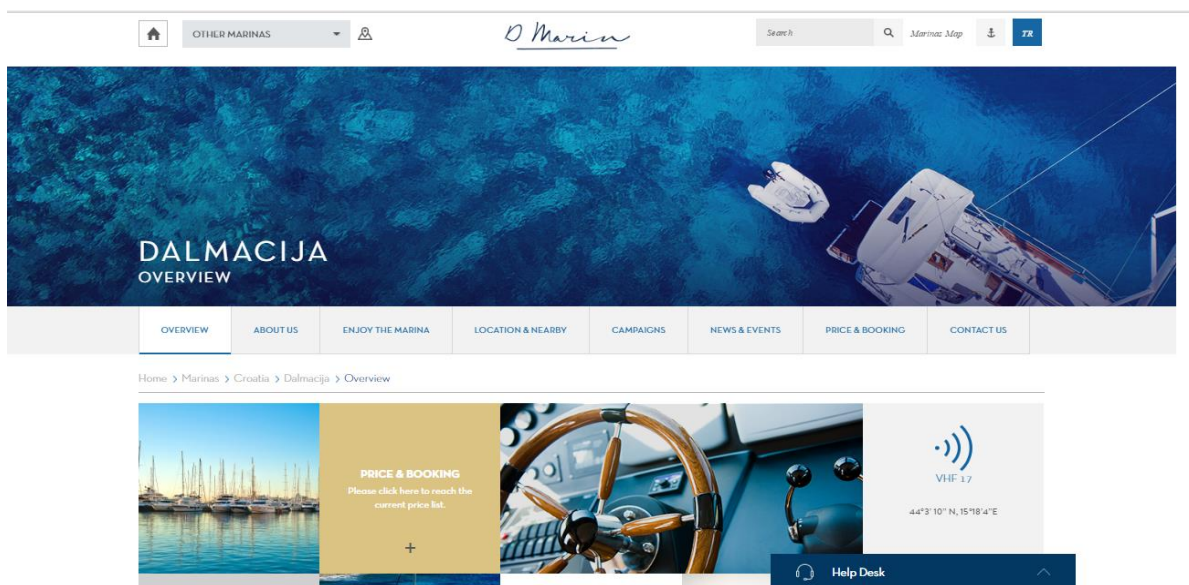 OTHER MARINAS
D Marin
Search
Marinas Map
TR
DALMACIJA
OVERVIEW
OVERVIEW
ABOUT US
ENJOY THE MARINA
LOCATION & NEARBY
CAMPAIGNS
NEWS & EVENTS
PRICE & BOOKING
CONTACT US
Home > Marinas > Croatia > Dalmacija > Overview
PRICE & BOOKING
Please click here to reach the
current price list.
+
VHF 17
44°3'10" N, 15°18'4"E
Help Desk